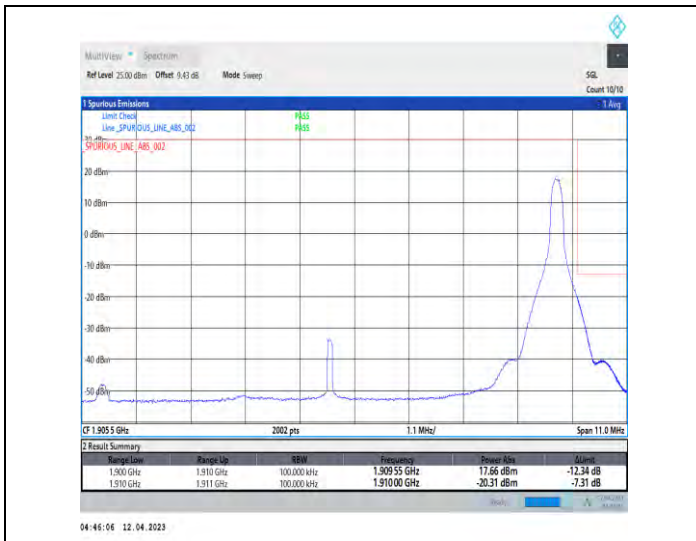 MultiView Spectrum
Ref Level 25.00 dBm Offset 9.43 dB Mode Sweep SGL
Count 10/10
1 Spurious Emissions 1 Avg
Limit Check PASS
Line _SPURIOUS_LINE_ABS_002 PASS
30 dBm
_SPURIOUS_LINE_ABS_002
20 dBm
10 dBm
0 dBm
-10 dBm
-20 dBm
-30 dBm
-40 dBm
-50 dBm
CF 1.905 5 GHz 2002 pts 1.1 MHz/ Span 11.0 MHz
2 Result Summary
Range Low Range Up RBW Frequency Power Abs ΔLimit
1.900 GHz 1.910 GHz 100.000 kHz 1.909 55 GHz 17.66 dBm -12.34 dB
1.910 GHz 1.911 GHz 100.000 kHz 1.910 00 GHz -20.31 dBm -7.31 dB
04:46:06 12.04.2023